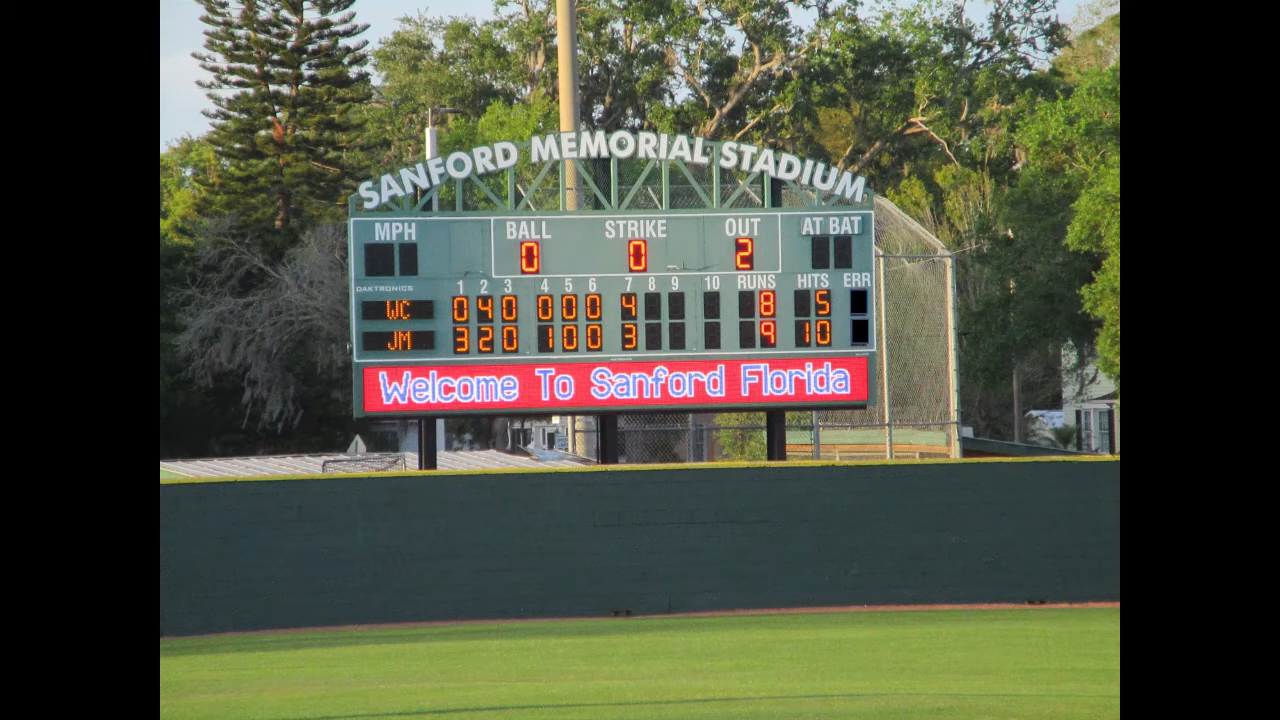 SANFORD MEMORIAL STADIUM
MPH BALL STRIKE OUT AT BAT
0 0 2
DAKTRONICS 1 2 3 4 5 6 7 8 9 10 RUNS HITS ERR
WC 0 4 0 0 0 0 4 8 5
JM 3 2 0 1 0 0 3 9 10
Welcome To Sanford Florida